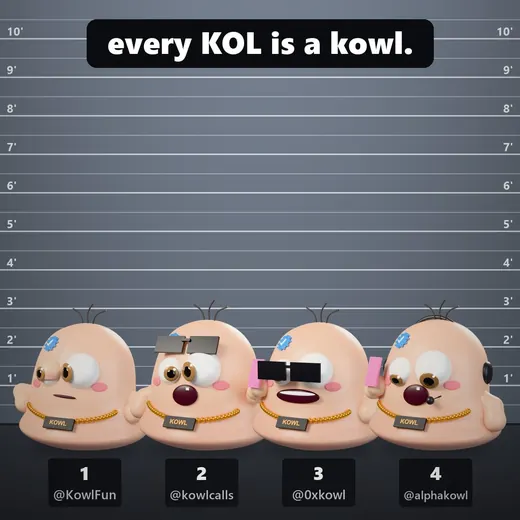 every KOL is a kowl.
10' 10'
9' 9'
8' 8'
7' 7'
6' 6'
5' 5'
4' 4'
3' 3'
2' 2'
1' 1'
KOWL KOWL KOWL KOWL
1 2 3 4
@KowlFun @kowlcalls @0xkowl @alphakowl